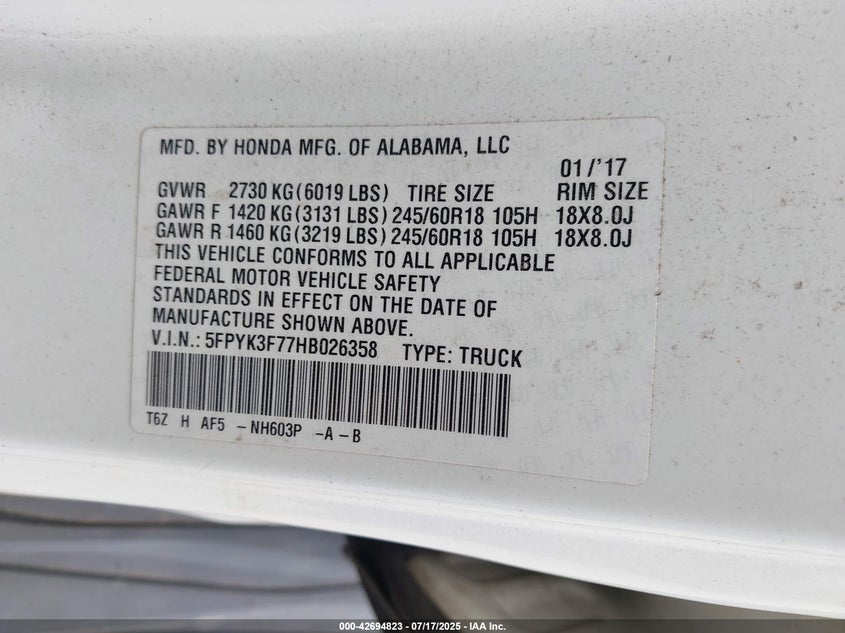 MFD. BY HONDA MFG. OF ALABAMA, LLC
01/'17
GVWR 2730 KG(6019 LBS) TIRE SIZE RIM SIZE
GAWR F 1420 KG(3131 LBS) 245/60R18 105H 18X8.0J
GAWR R 1460 KG(3219 LBS) 245/60R18 105H 18X8.0J
THIS VEHICLE CONFORMS TO ALL APPLICABLE
FEDERAL MOTOR VEHICLE SAFETY
STANDARDS IN EFFECT ON THE DATE OF
MANUFACTURE SHOWN ABOVE.
V.I.N.: 5FPYK3F77HB026358 TYPE: TRUCK
T6Z H AF5 -NH603P -A-B
000-42694823 / 07/17/2025 - IAA Inc.